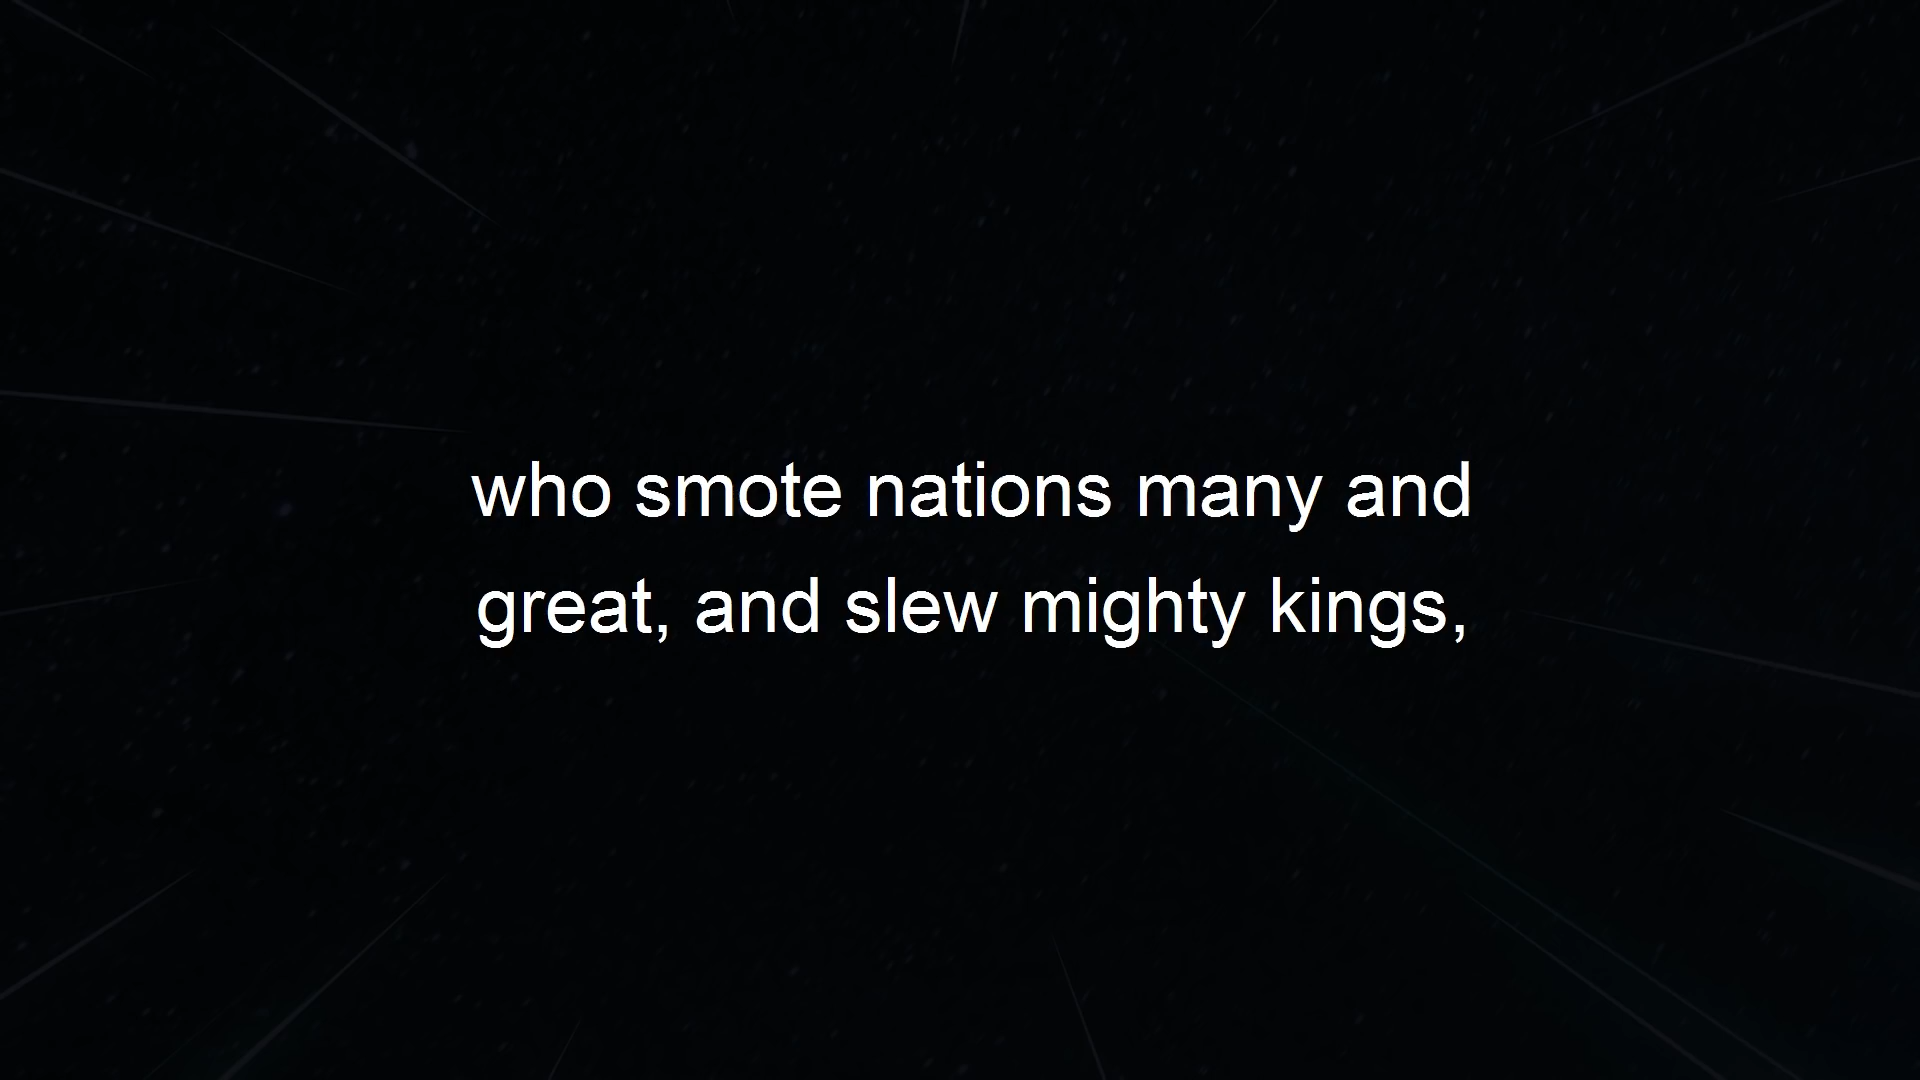 who smote nations many and
great, and slew mighty kings,